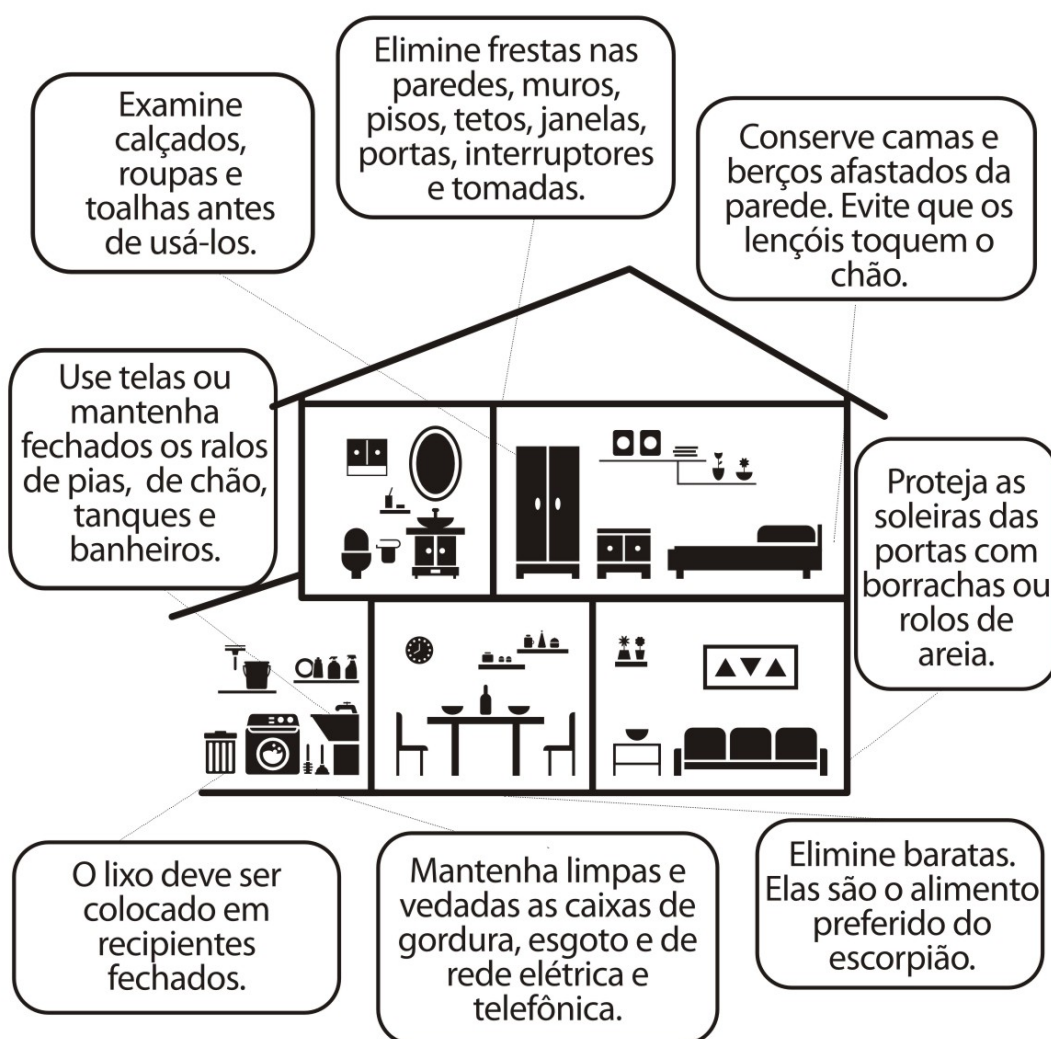 Examine
calçados,
roupas e
toalhas antes
de usá-los.
Elimine frestas nas
paredes, muros,
pisos, tetos, janelas,
portas, interruptores
e tomadas.
Conserve camas e
berços afastados da
parede. Evite que os
lençóis toquem o
chão.
Use telas ou
mantenha
fechados os ralos
de pias, de chão,
tanques e
banheiros.
Proteja as
soleiras das
portas com
borrachas ou
rolos de
areia.
O lixo deve ser
colocado em
recipientes
fechados.
Mantenha limpas e
vedadas as caixas de
gordura, esgoto e de
rede elétrica e
telefônica.
Elimine baratas.
Elas são o alimento
preferido do
escorpião.